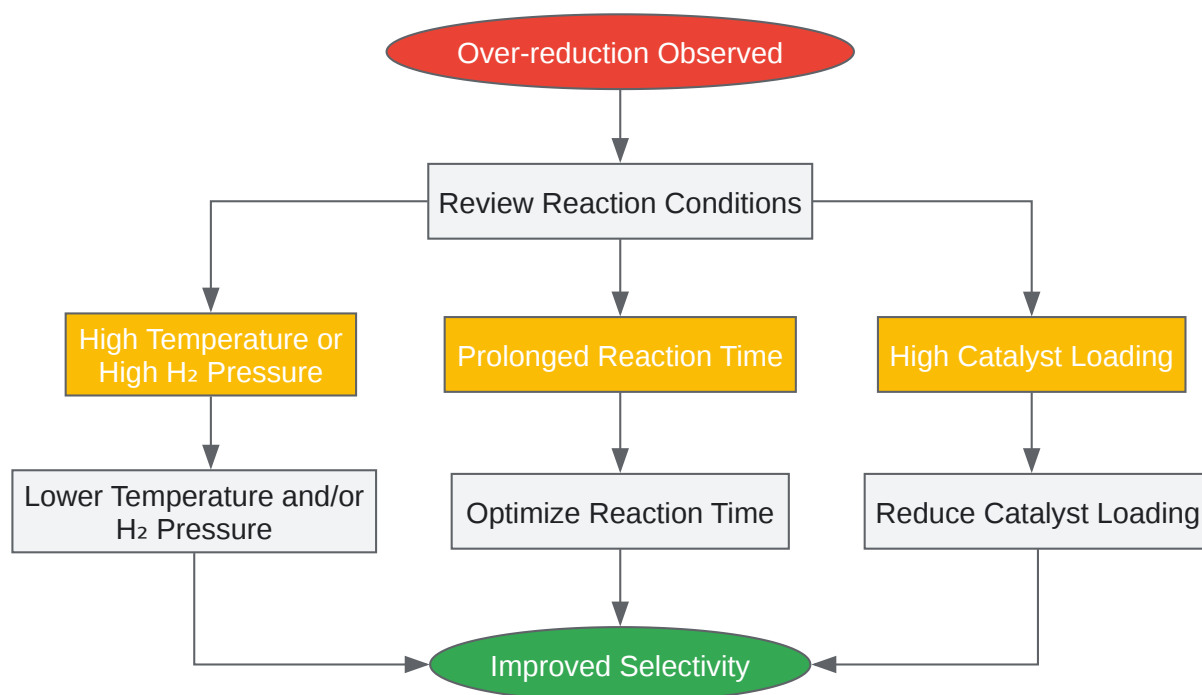 Over-reduction Observed
Review Reaction Conditions
High Temperature or
High H₂ Pressure
Prolonged Reaction Time
High Catalyst Loading
Lower Temperature and/or
H₂ Pressure
Optimize Reaction Time
Reduce Catalyst Loading
Improved Selectivity